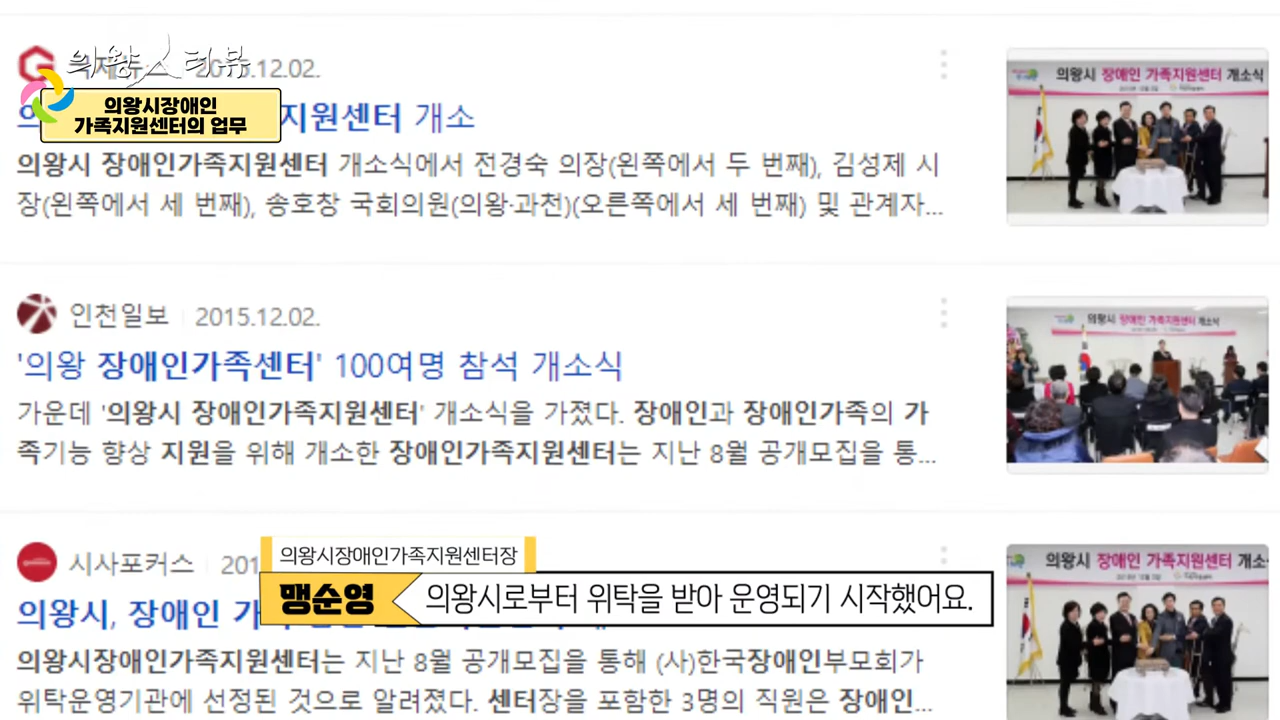 의왕人터뷰
2015.12.02.
의왕시장애인
가족지원센터의 업무
지원센터 개소
의왕시 장애인가족지원센터 개소식에서 전경숙 의장(왼쪽에서 두 번째), 김성제 시
장(왼쪽에서 세 번째), 송호창 국회의원(의왕·과천)(오른쪽에서 세 번째) 및 관계자...
의왕시 장애인 가족지원센터 개소식
인천일보 2015.12.02.
'의왕 장애인가족센터' 100여명 참석 개소식
가운데 '의왕시 장애인가족지원센터' 개소식을 가졌다. 장애인과 장애인가족의 가
족기능 향상 지원을 위해 개소한 장애인가족지원센터는 지난 8월 공개모집을 통...
의왕시 장애인 가족지원센터 개소식
시사포커스 201
의왕시장애인가족지원센터장
맹순영 의왕시로부터 위탁을 받아 운영되기 시작했어요.
의왕시, 장애인 가
의왕시장애인가족지원센터는 지난 8월 공개모집을 통해 (사)한국장애인부모회가
위탁운영기관에 선정된 것으로 알려졌다. 센터장을 포함한 3명의 직원은 장애인...
의왕시 장애인 가족지원센터 개소